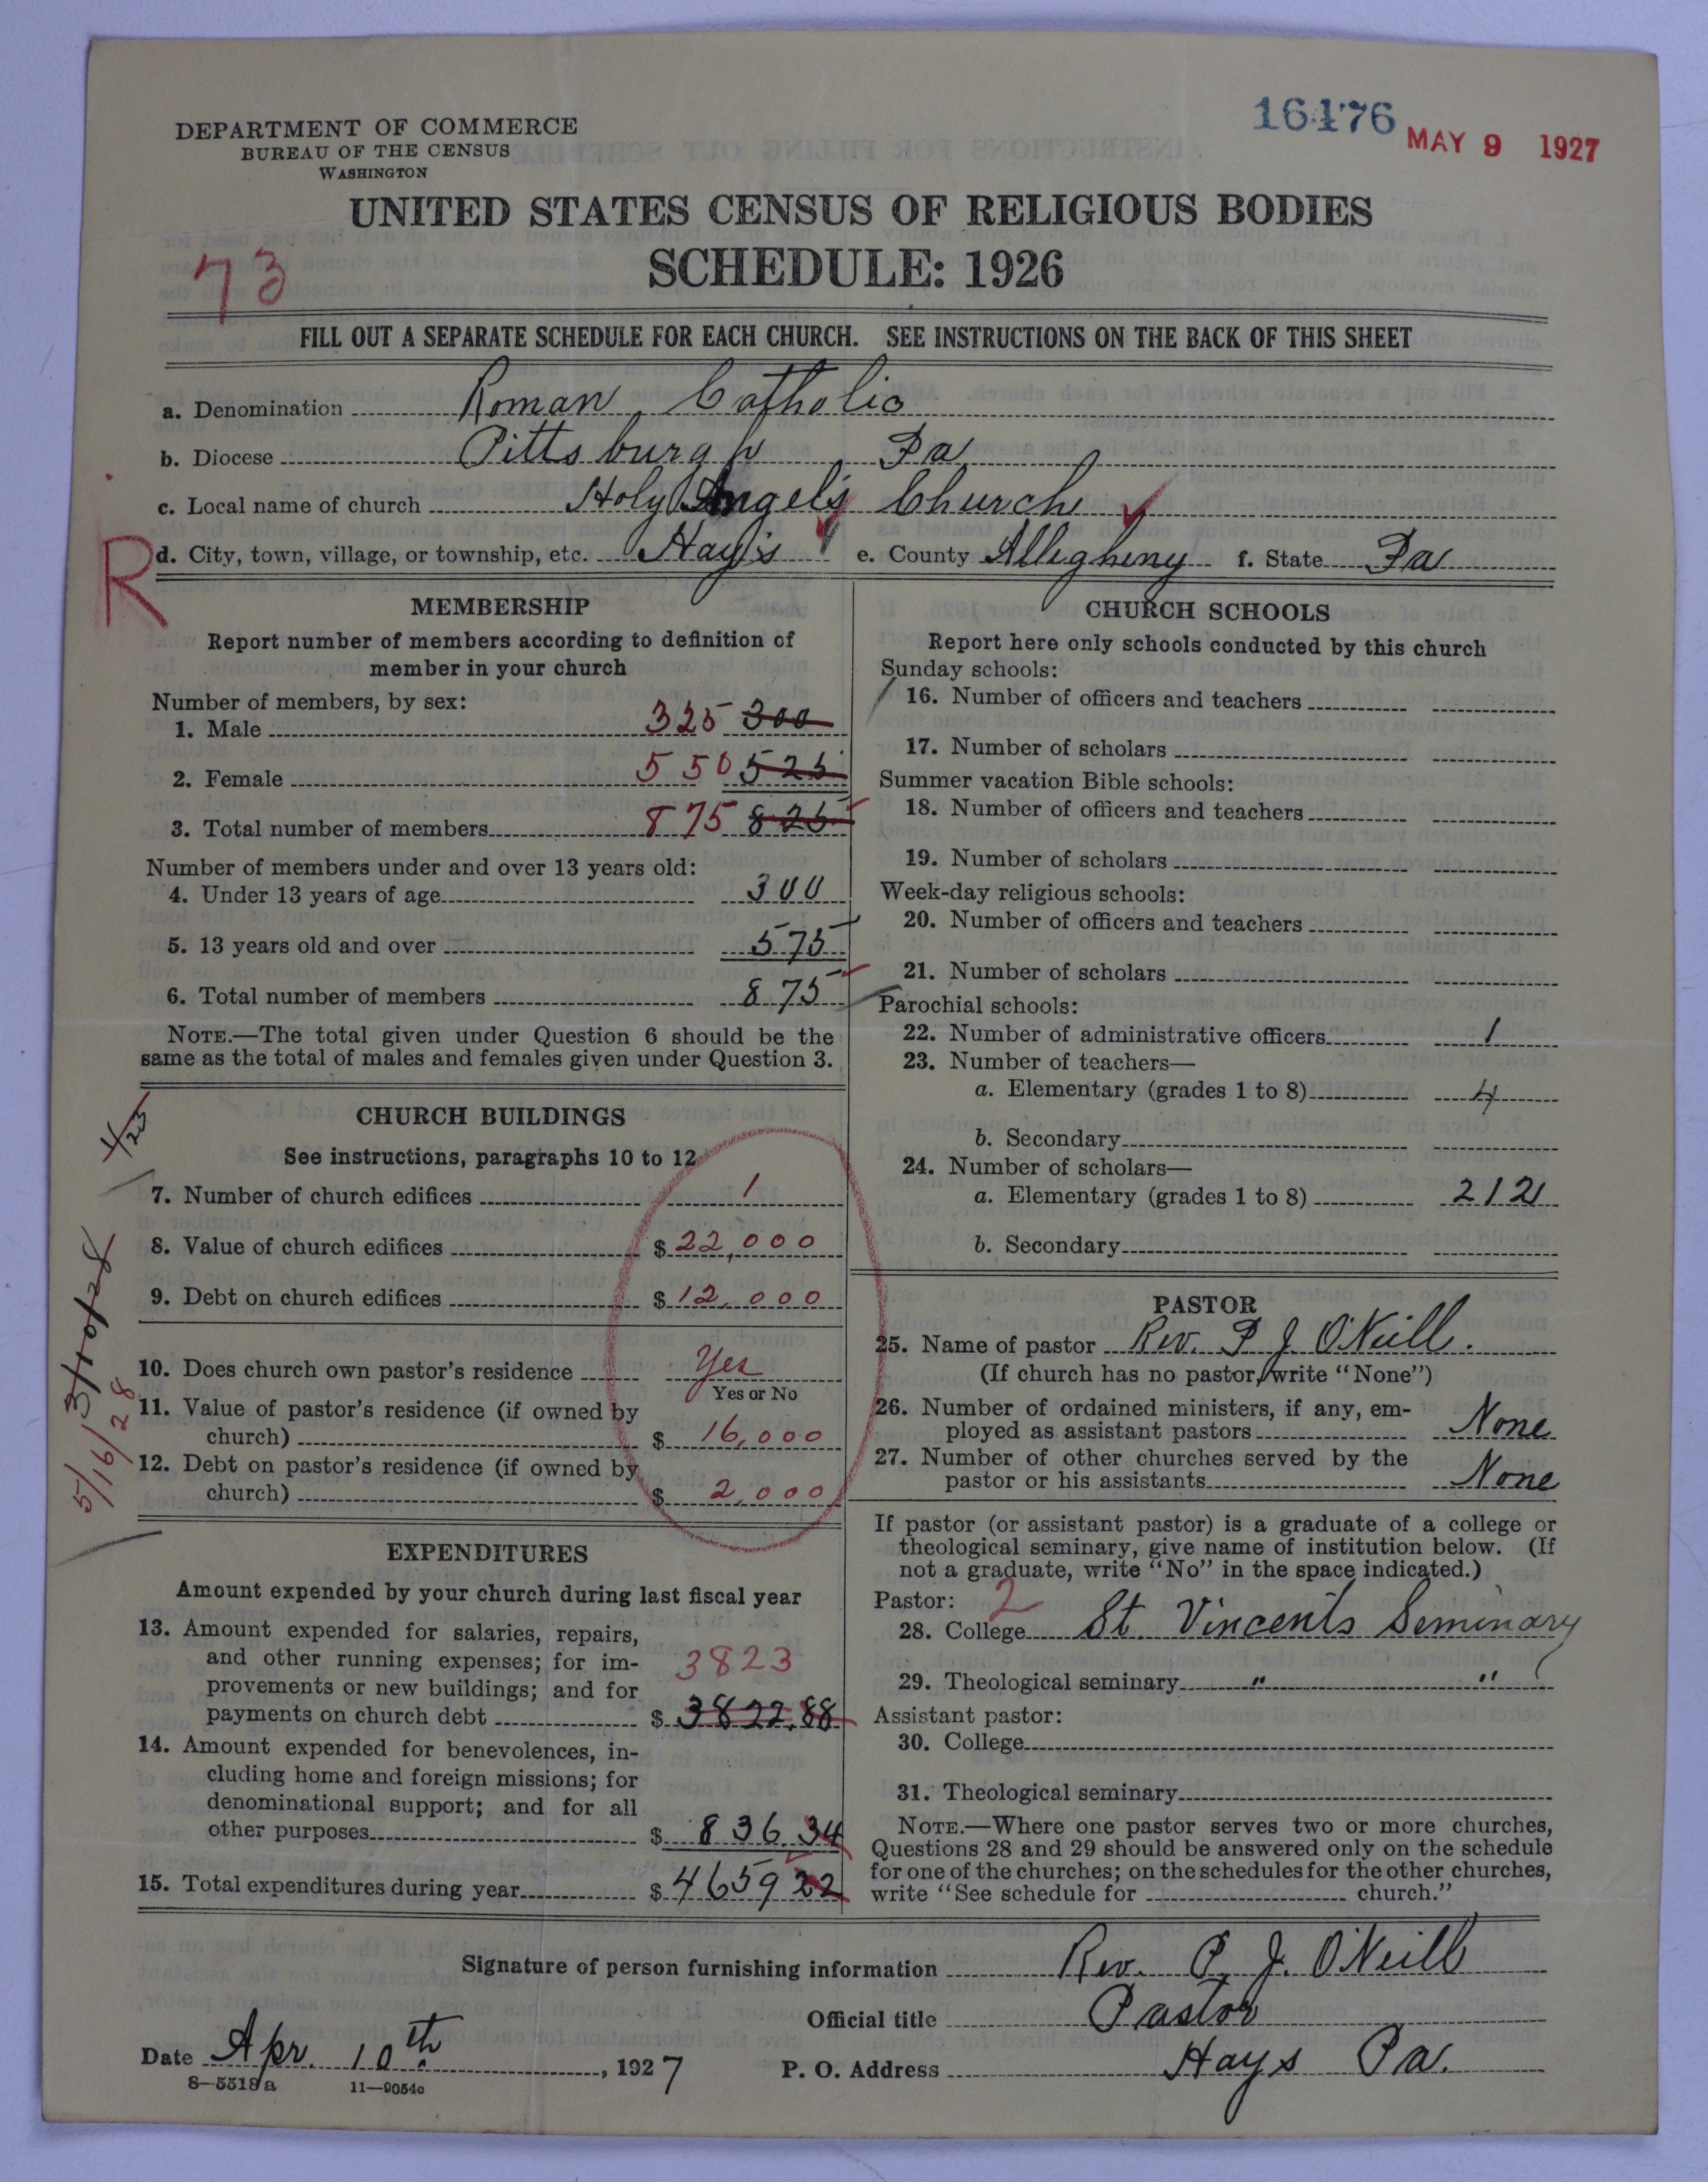 16476
MAY 9 1927
DEPARTMENT OF COMMERCE
BUREAU OF THE CENSUS
WASHINGTON
UNITED STATES CENSUS OF RELIGIOUS BODIES
SCHEDULE: 1926
73
FILL OUT A SEPARATE SCHEDULE FOR EACH CHURCH. SEE INSTRUCTIONS ON THE BACK OF THIS SHEET
a. Denomination Roman Catholic
b. Diocese Pittsburgh Pa
c. Local name of church Holy Angel's Church
R
d. City, town, village, or township, etc. Hay's e. County Allegheny f. State Pa
MEMBERSHIP
Report number of members according to definition of
member in your church
Number of members, by sex:
1. Male 325 300
2. Female 550 525
3. Total number of members 875 825
Number of members under and over 13 years old:
4. Under 13 years of age 300
5. 13 years old and over 575
6. Total number of members 875
NOTE.—The total given under Question 6 should be the
same as the total of males and females given under Question 3.
4/23
CHURCH BUILDINGS
See instructions, paragraphs 10 to 12
7. Number of church edifices 1
8. Value of church edifices $ 22,000
9. Debt on church edifices $ 12,000
3/10/28
5/16/28
10. Does church own pastor's residence Yes
Yes or No
11. Value of pastor's residence (if owned by
church) $ 16,000
12. Debt on pastor's residence (if owned by
church) $ 2,000
EXPENDITURES
Amount expended by your church during last fiscal year
13. Amount expended for salaries, repairs,
and other running expenses; for im-
provements or new buildings; and for
3823
payments on church debt $ 3822.88
14. Amount expended for benevolences, in-
cluding home and foreign missions; for
denominational support; and for all
other purposes $ 836.34
15. Total expenditures during year $ 4659 22
CHURCH SCHOOLS
Report here only schools conducted by this church
Sunday schools:
16. Number of officers and teachers
17. Number of scholars
Summer vacation Bible schools:
18. Number of officers and teachers
19. Number of scholars
Week-day religious schools:
20. Number of officers and teachers
21. Number of scholars
Parochial schools:
22. Number of administrative officers 1
23. Number of teachers—
a. Elementary (grades 1 to 8) 4
b. Secondary
24. Number of scholars—
a. Elementary (grades 1 to 8) 212
b. Secondary
PASTOR
25. Name of pastor Rev. P J O'Neill.
(If church has no pastor, write "None")
26. Number of ordained ministers, if any, em-
ployed as assistant pastors None
27. Number of other churches served by the
pastor or his assistants None
If pastor (or assistant pastor) is a graduate of a college or
theological seminary, give name of institution below. (If
not a graduate, write "No" in the space indicated.)
Pastor: 2
28. College St. Vincents Seminary
29. Theological seminary " "
Assistant pastor:
30. College
31. Theological seminary
NOTE.—Where one pastor serves two or more churches,
Questions 28 and 29 should be answered only on the schedule
for one of the churches; on the schedules for the other churches,
write "See schedule for church."
Signature of person furnishing information Rev. P. J. O'Neill
Official title Pastor
Date Apr. 10th, 1927 P. O. Address Hays Pa.
8—5518a 11—9054c